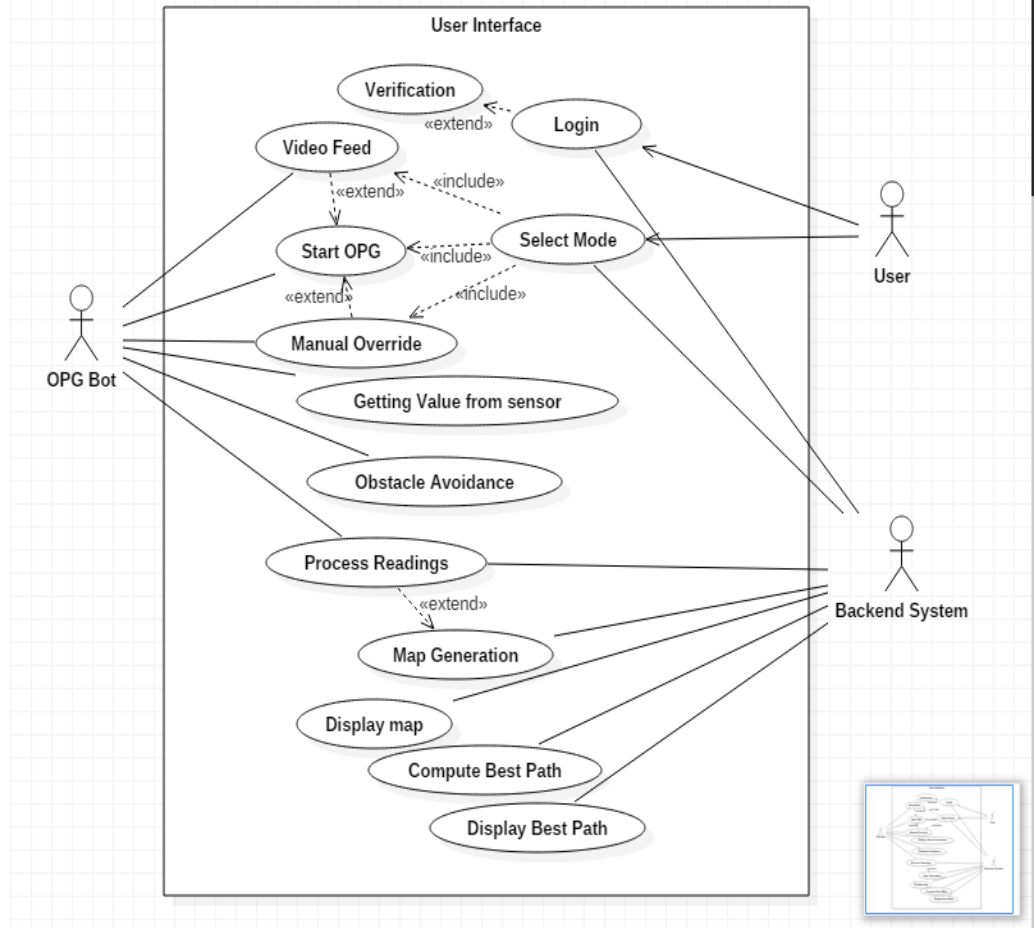 User Interface
Verification
«extend»
Login
Video Feed
«extend»
«include»
Select Mode
Start OPG
«include»
User
«extend»
«include»
Manual Override
OPG Bot
Getting Value from sensor
Obstacle Avoidance
Process Readings
«extend»
Backend System
Map Generation
Display map
Compute Best Path
Display Best Path